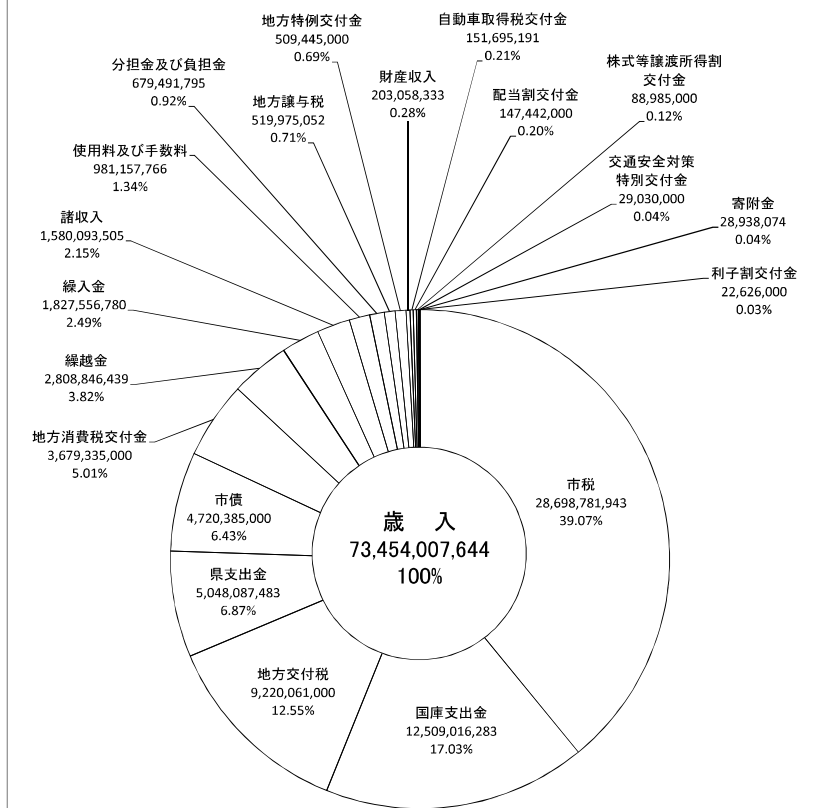 地方特例交付金
509,445,000
0.69%
自動車取得税交付金
151,695,191
0.21%
分担金及び負担金
679,491,795
0.92%
財産収入
203,058,333
0.28%
株式等譲渡所得割
交付金
88,985,000
0.12%
地方譲与税
519,975,052
0.71%
配当割交付金
147,442,000
0.20%
使用料及び手数料
981,157,766
1.34%
交通安全対策
特別交付金
29,030,000
0.04%
寄附金
28,938,074
0.04%
諸収入
1,580,093,505
2.15%
利子割交付金
22,626,000
0.03%
繰入金
1,827,556,780
2.49%
繰越金
2,808,846,439
3.82%
地方消費税交付金
3,679,335,000
5.01%
市税
28,698,781,943
39.07%
市債
4,720,385,000
6.43%
歳 入
73,454,007,644
100%
県支出金
5,048,087,483
6.87%
地方交付税
9,220,061,000
12.55%
国庫支出金
12,509,016,283
17.03%